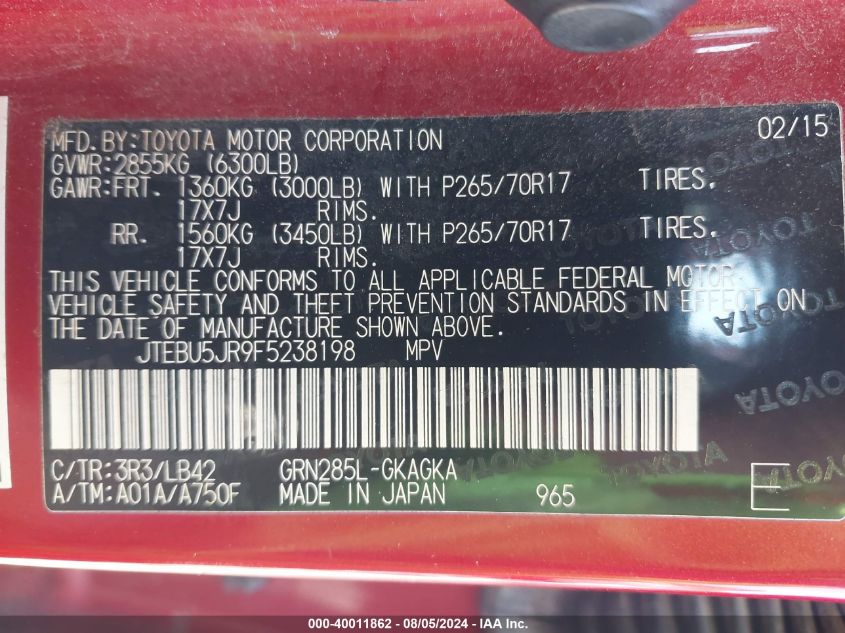 MFD.BY:TOYOTA MOTOR CORPORATION 02/15
GVWR:2855KG (6300LB)
GAWR:FRT. 1360KG (3000LB) WITH P265/70R17 TIRES.
17X7J RIMS.
RR. 1560KG (3450LB) WITH P265/70R17 TIRES.
17X7J RIMS.
THIS VEHICLE CONFORMS TO ALL APPLICABLE FEDERAL MOTOR
VEHICLE SAFETY AND THEFT PREVENTION STANDARDS IN EFFECT ON
THE DATE OF MANUFACTURE SHOWN ABOVE.
JTEBU5JR9F5238198 MPV
C/TR:3R3/LB42 GRN285L-GKAGKA
A/TM:A01A/A750F MADE IN JAPAN 965 E
TOYOTA
TOYOTA
TOYOTA
000-40011862 - 08/05/2024 - IAA Inc.